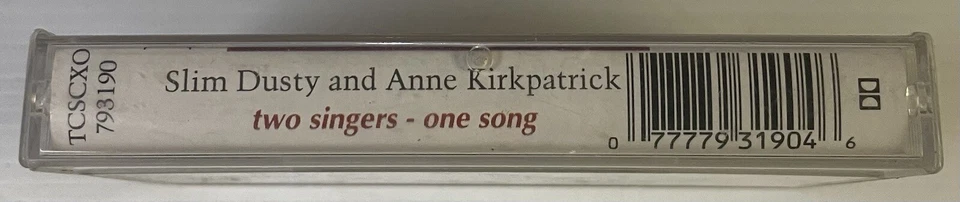 TCSCXO
793190
Slim Dusty and Anne Kirkpatrick
two singers - one song
0 77779 31904 6